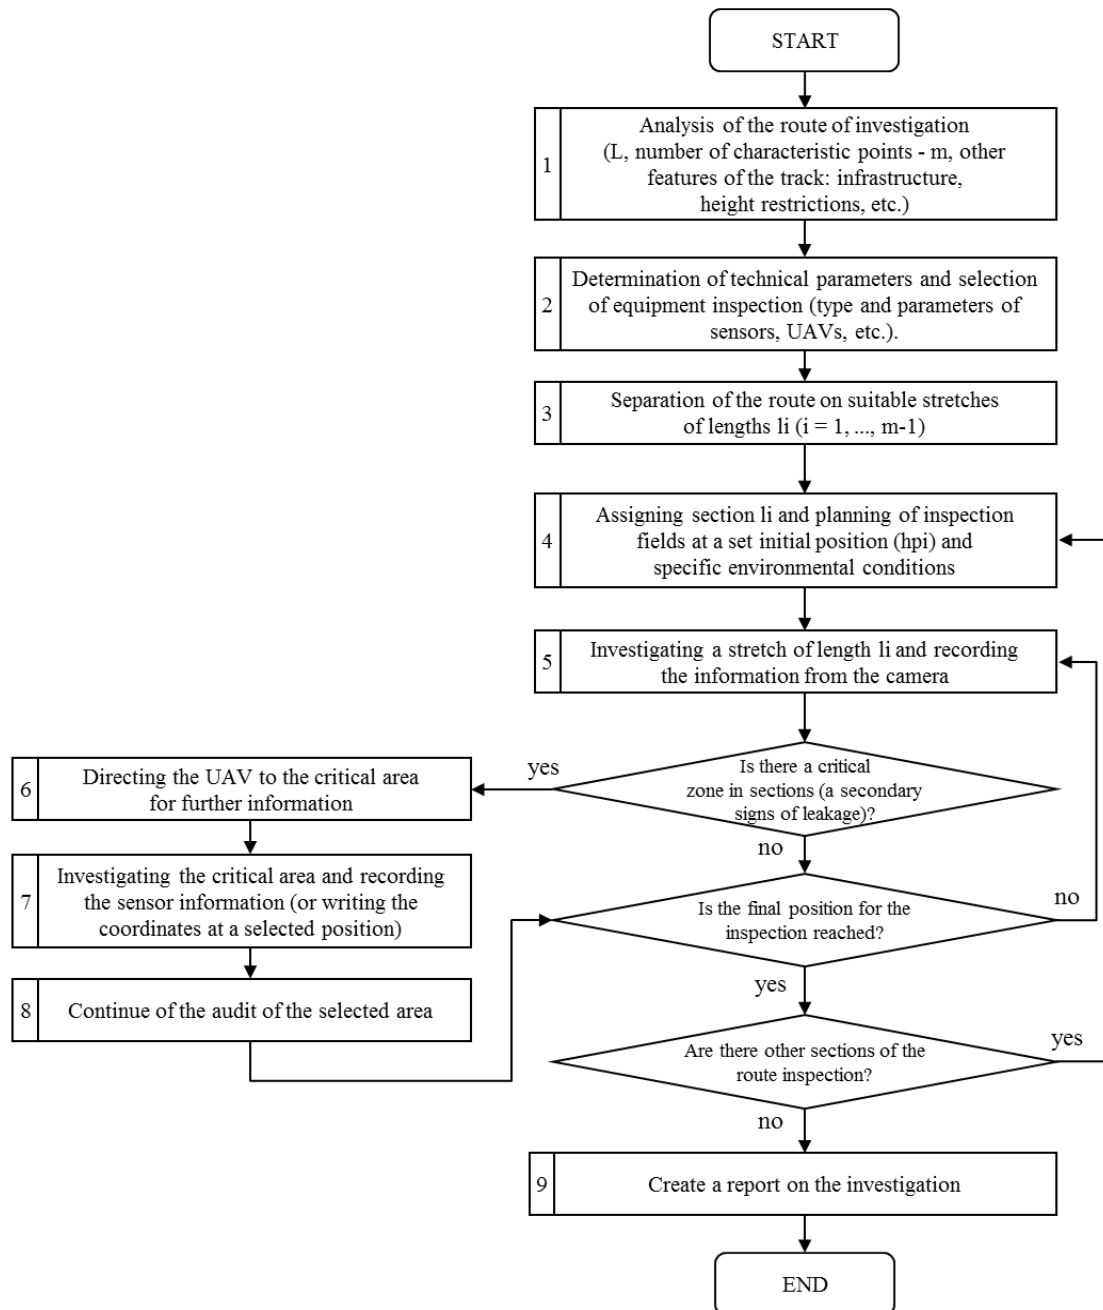 START
1
Analysis of the route of investigation
(L, number of characteristic points - m, other
features of the track: infrastructure,
height restrictions, etc.)
2
Determination of technical parameters and selection
of equipment inspection (type and parameters of
sensors, UAVs, etc.).
3
Separation of the route on suitable stretches
of lengths li (i = 1, ..., m-1)
4
Assigning section li and planning of inspection
fields at a set initial position (hpi) and
specific environmental conditions
5
Investigating a stretch of length li and recording
the information from the camera
Is there a critical
zone in sections (a secondary
signs of leakage)?
yes
no
6
Directing the UAV to the critical area
for further information
7
Investigating the critical area and recording
the sensor information (or writing the
coordinates at a selected position)
8
Continue of the audit of the selected area
Is the final position for the
inspection reached?
no
yes
Are there other sections of the
route inspection?
yes
no
9
Create a report on the investigation
END